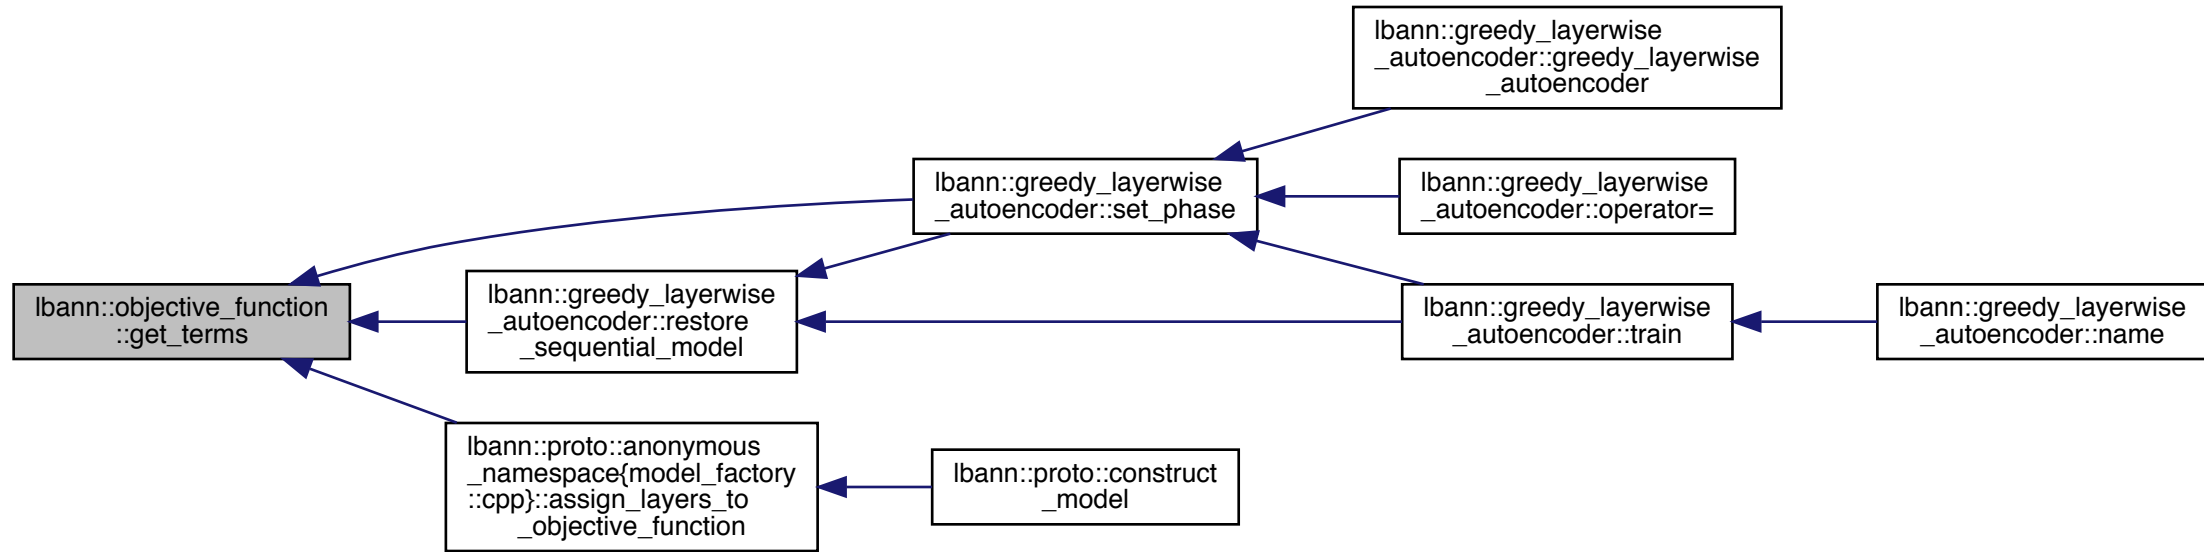 lbann::greedy_layerwise
_autoencoder::greedy_layerwise
_autoencoder
lbann::greedy_layerwise
_autoencoder::set_phase
lbann::greedy_layerwise
_autoencoder::operator=
lbann::objective_function
::get_terms
lbann::greedy_layerwise
_autoencoder::restore
_sequential_model
lbann::greedy_layerwise
_autoencoder::train
lbann::greedy_layerwise
_autoencoder::name
lbann::proto::anonymous
_namespace{model_factory
::cpp}::assign_layers_to
_objective_function
lbann::proto::construct
_model